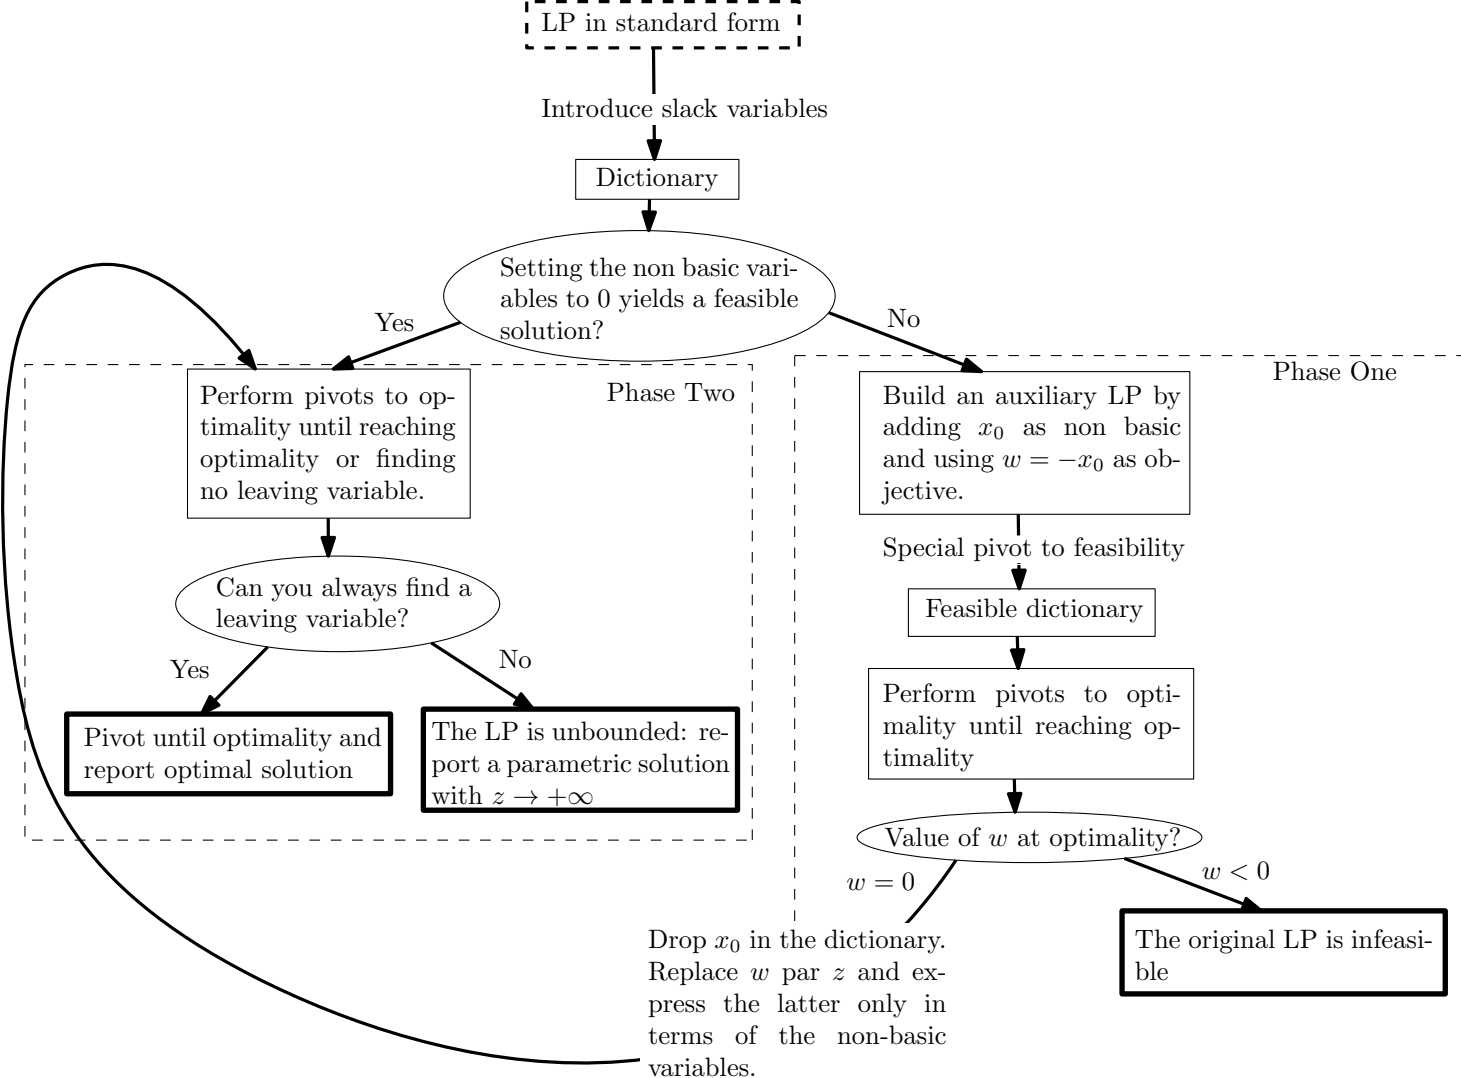 LP in standard form
Introduce slack variables
Dictionary
Setting the non basic vari-
ables to 0 yields a feasible
solution?
Yes
No
Phase Two
Perform pivots to op-
timality until reaching
optimality or finding
no leaving variable.
Can you always find a
leaving variable?
Yes
No
Pivot until optimality and
report optimal solution
The LP is unbounded: re-
port a parametric solution
with z → +∞
Phase One
Build an auxiliary LP by
adding x₀ as non basic
and using w = −x₀ as ob-
jective.
Special pivot to feasibility
Feasible dictionary
Perform pivots to opti-
mality until reaching op-
timality
Value of w at optimality?
w = 0
w < 0
Drop x₀ in the dictionary.
Replace w par z and ex-
press the latter only in
terms of the non-basic
variables.
The original LP is infeasi-
ble